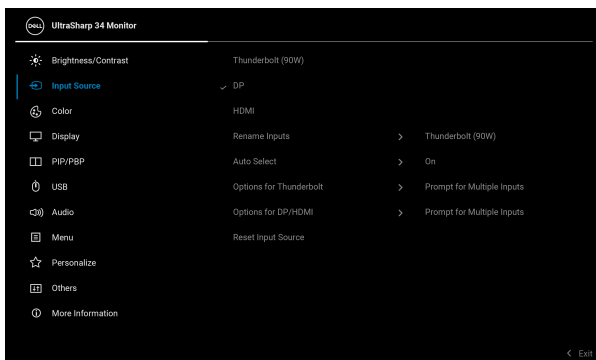 DELL UltraSharp 34 Monitor
Brightness/Contrast Thunderbolt (90W)
Input Source DP
Color HDMI
Display Rename Inputs Thunderbolt (90W)
PIP/PBP Auto Select On
USB Options for Thunderbolt Prompt for Multiple Inputs
Audio Options for DP/HDMI Prompt for Multiple Inputs
Menu Reset Input Source
Personalize
Others
More Information
Exit